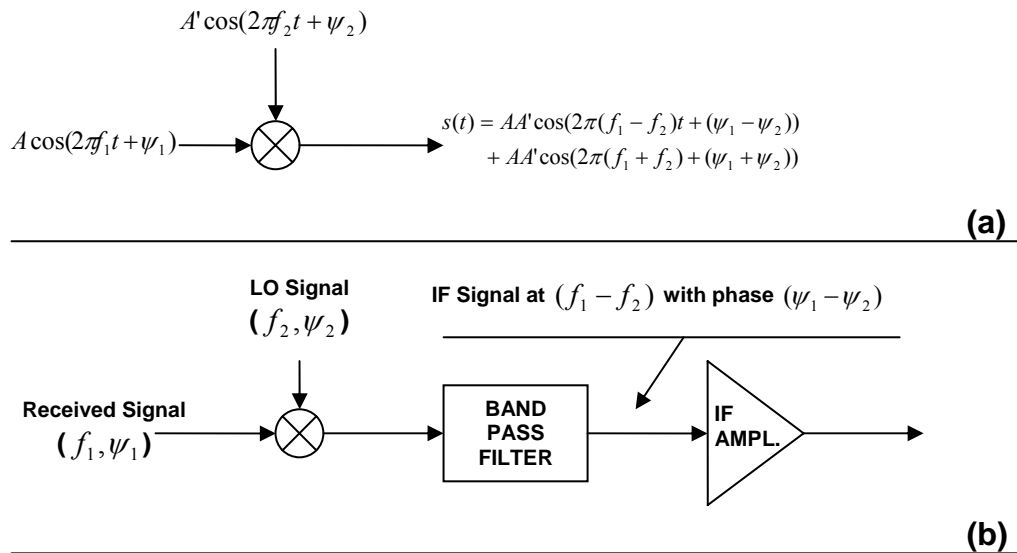 A'cos(2πf₂t + ψ₂)
A cos(2πf₁t + ψ₁)
s(t) = AA'cos(2π(f₁ − f₂)t + (ψ₁ − ψ₂))
+ AA'cos(2π(f₁ + f₂) + (ψ₁ + ψ₂))
(a)
LO Signal
(f₂,ψ₂)
IF Signal at (f₁ − f₂) with phase (ψ₁ − ψ₂)
Received Signal
(f₁,ψ₁)
BAND
PASS
FILTER
IF
AMPL.
(b)